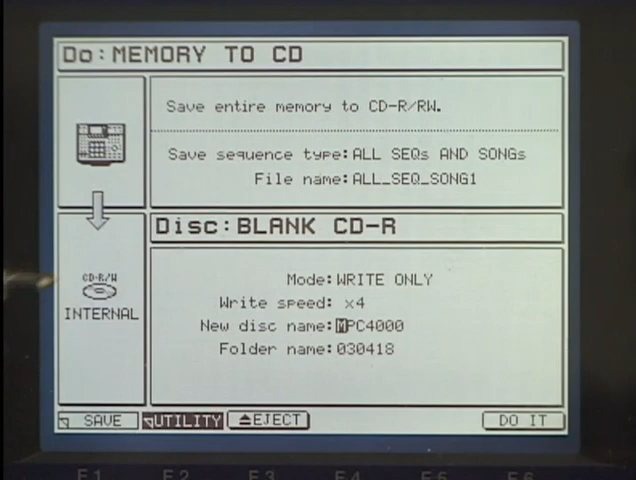 Do:MEMORY TO CD
Save entire memory to CD-R/RW.
Save sequence type:ALL SEQs AND SONGs
File name:ALL_SEQ_SONG1
Disc:BLANK CD-R
CD-R/W
INTERNAL
Mode:WRITE ONLY
Write speed: x4
New disc name:MPC4000
Folder name:030418
SAVE UTILITY EJECT DO IT
F1 F2 F3 F4 F5 F6